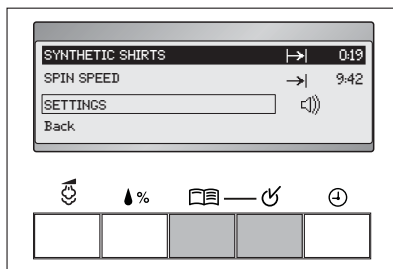 SYNTHETIC SHIRTS 0:19
SPIN SPEED 9:42
SETTINGS
Back
%